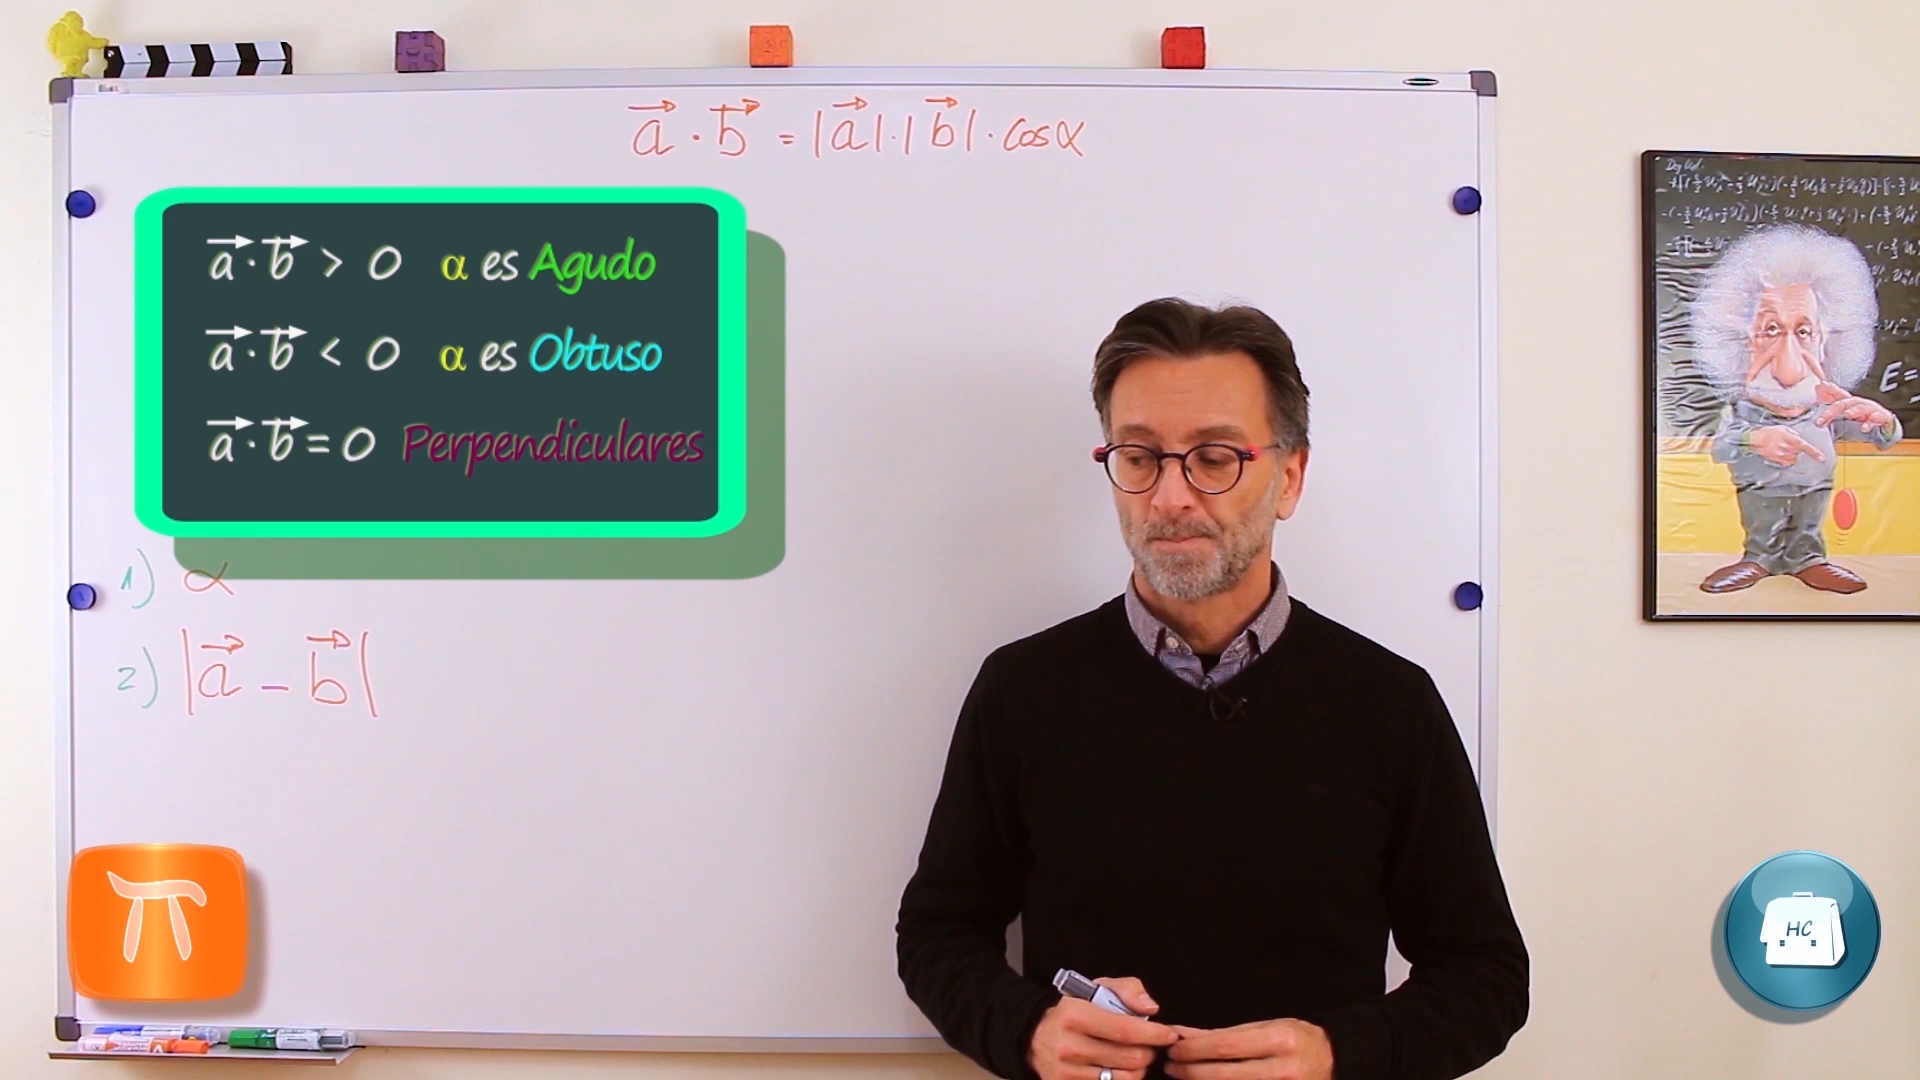 a⃗ · b⃗ = |a⃗| · |b⃗| · cos α
a⃗ · b⃗ > 0 α es Agudo
a⃗ · b⃗ < 0 α es Obtuso
a⃗ · b⃗ = 0 Perpendiculares
1) α
2) |a⃗ - b⃗|
π
HC
E=